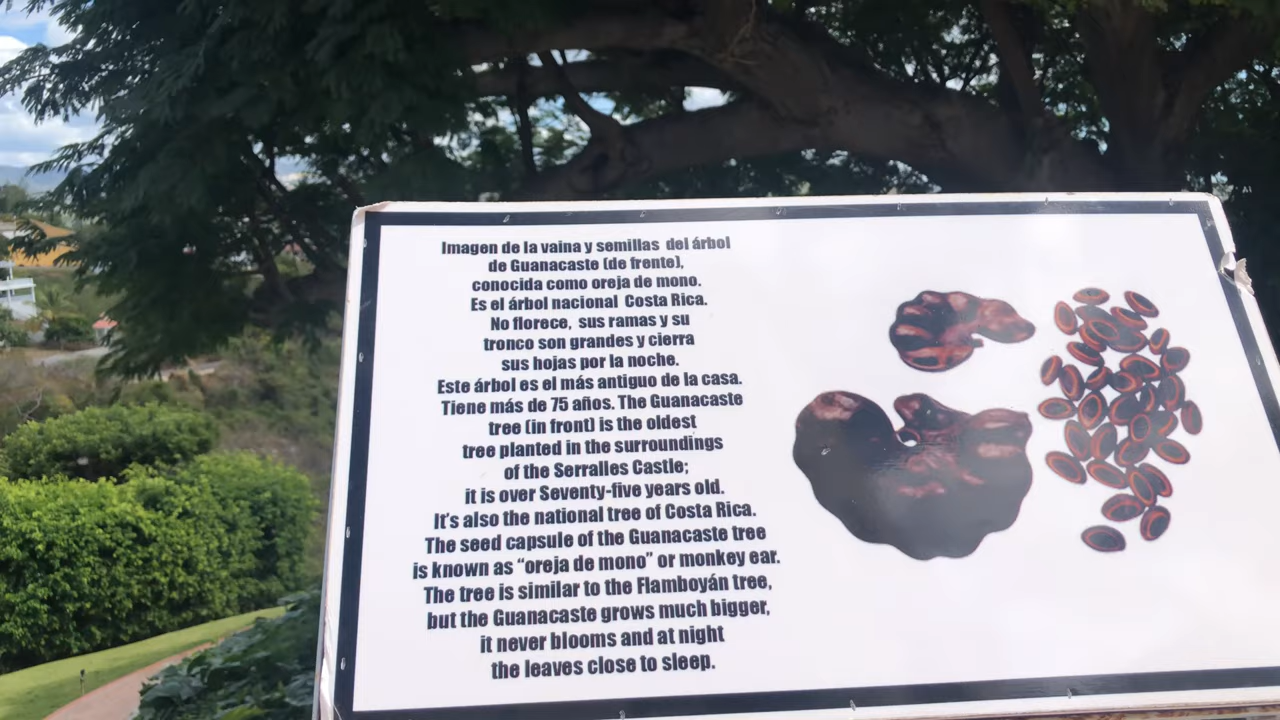 Imagen de la vaina y semillas del árbol
de Guanacaste (de frente),
conocida como oreja de mono.
Es el árbol nacional Costa Rica.
No florece, sus ramas y su
tronco son grandes y cierra
sus hojas por la noche.
Este árbol es el más antiguo de la casa.
Tiene más de 75 años. The Guanacaste
tree (in front) is the oldest
tree planted in the surroundings
of the Serralles Castle;
it is over Seventy-five years old.
It's also the national tree of Costa Rica.
The seed capsule of the Guanacaste tree
is known as “oreja de mono” or monkey ear.
The tree is similar to the Flamboyán tree,
but the Guanacaste grows much bigger,
it never blooms and at night
the leaves close to sleep.
AI